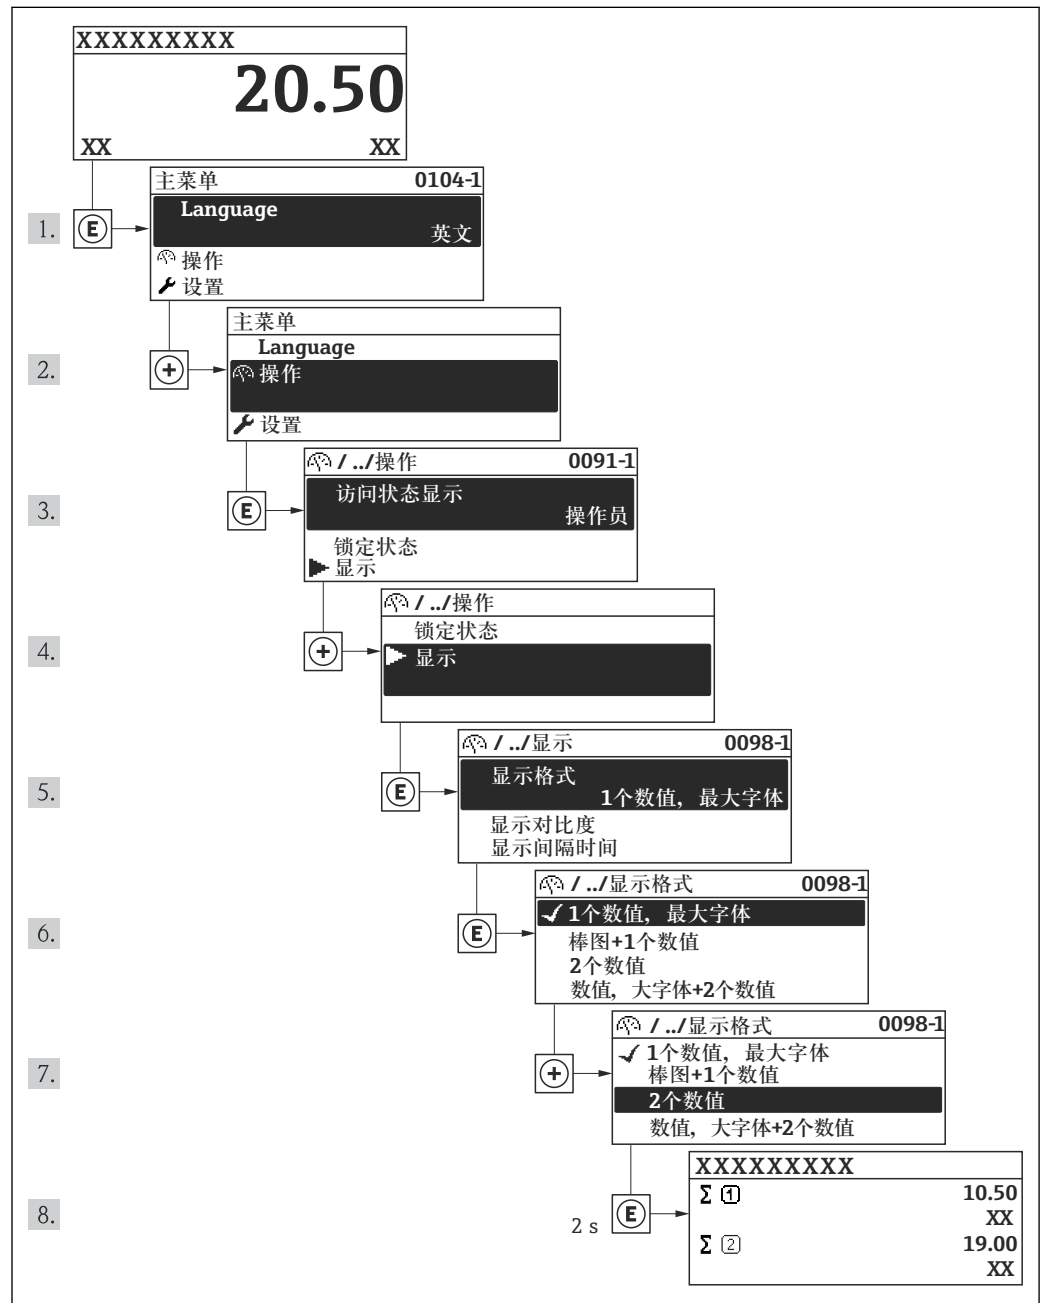 XXXXXXXXX
20.50
XX XX
主菜单 0104-1
Language
1. E
英文
操作
设置
主菜单
Language
2. +
操作
设置
/ ../操作 0091-1
访问状态显示
3. E
操作员
锁定状态
显示
/ ../操作
锁定状态
4. +
显示
/ ../显示 0098-1
显示格式
5. E
1个数值，最大字体
显示对比度
显示间隔时间
/ ../显示格式 0098-1
1个数值，最大字体
6. E
棒图+1个数值
2个数值
数值，大字体+2个数值
/ ../显示格式 0098-1
1个数值，最大字体
棒图+1个数值
7. +
2个数值
数值，大字体+2个数值
XXXXXXXXX
Σ 1 10.50
8. 2 s E
XX
Σ 2 19.00
XX